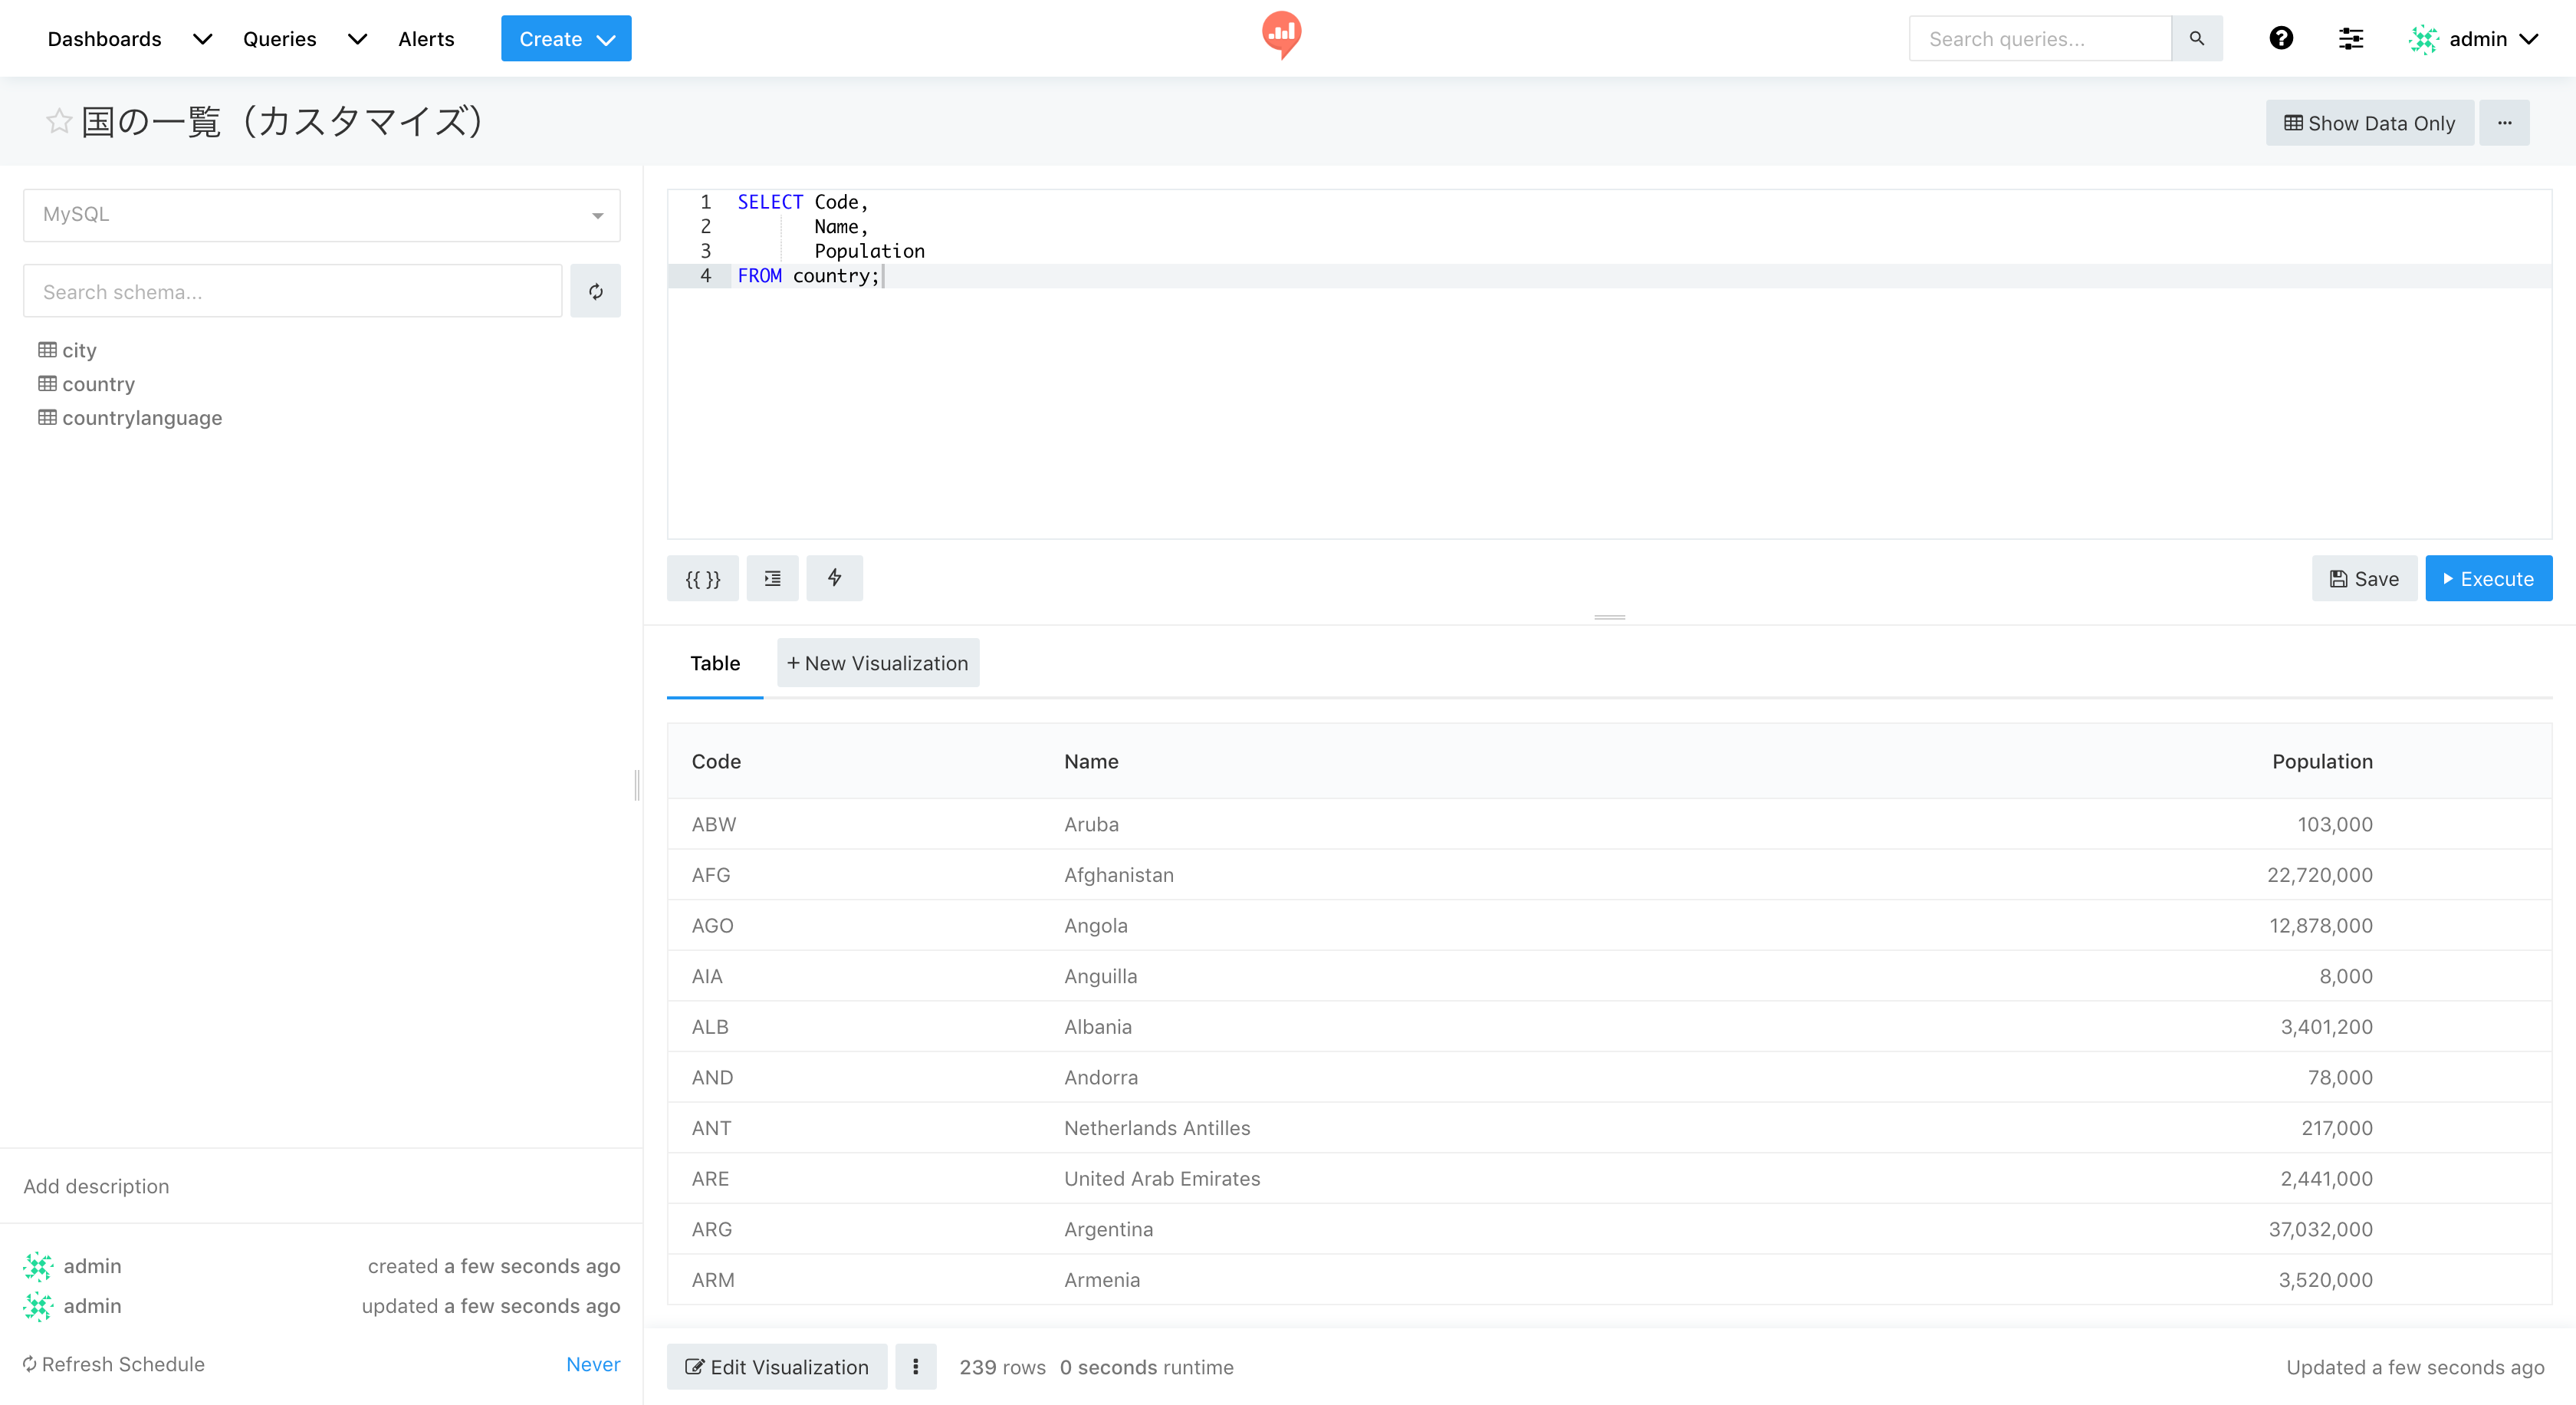 Dashboards Queries Alerts Create Search queries... admin
国の一覧（カスタマイズ） Show Data Only ...
MySQL
Search schema...
city
country
countrylanguage
Add description
admin created a few seconds ago
admin updated a few seconds ago
Refresh Schedule Never
1 SELECT Code,
2 Name,
3 Population
4 FROM country;
{{ }} Save Execute
Table + New Visualization
Code Name Population
ABW Aruba 103,000
AFG Afghanistan 22,720,000
AGO Angola 12,878,000
AIA Anguilla 8,000
ALB Albania 3,401,200
AND Andorra 78,000
ANT Netherlands Antilles 217,000
ARE United Arab Emirates 2,441,000
ARG Argentina 37,032,000
ARM Armenia 3,520,000
Edit Visualization 239 rows 0 seconds runtime Updated a few seconds ago